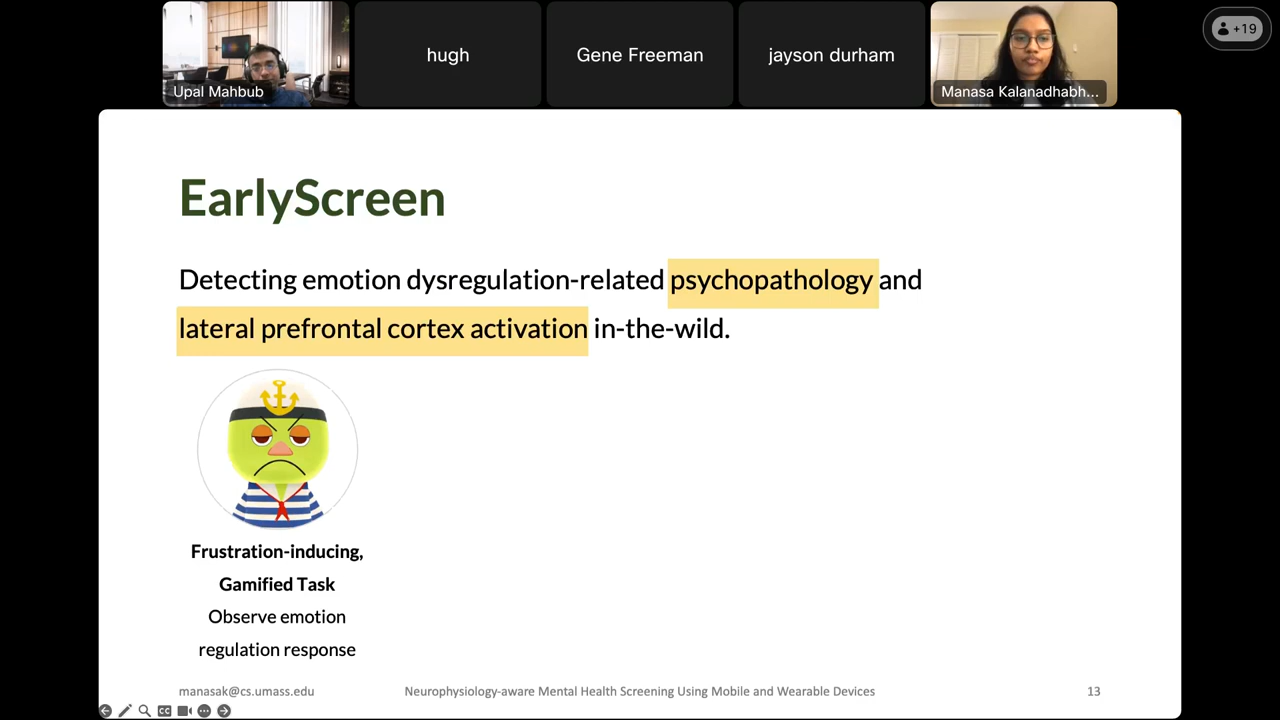 Upal Mahbub
hugh
Gene Freeman
jayson durham
Manasa Kalanadhabh...
+19
EarlyScreen
Detecting emotion dysregulation-related psychopathology and
lateral prefrontal cortex activation in-the-wild.
Frustration-inducing,
Gamified Task
Observe emotion
regulation response
manasak@cs.umass.edu
Neurophysiology-aware Mental Health Screening Using Mobile and Wearable Devices
13
CC